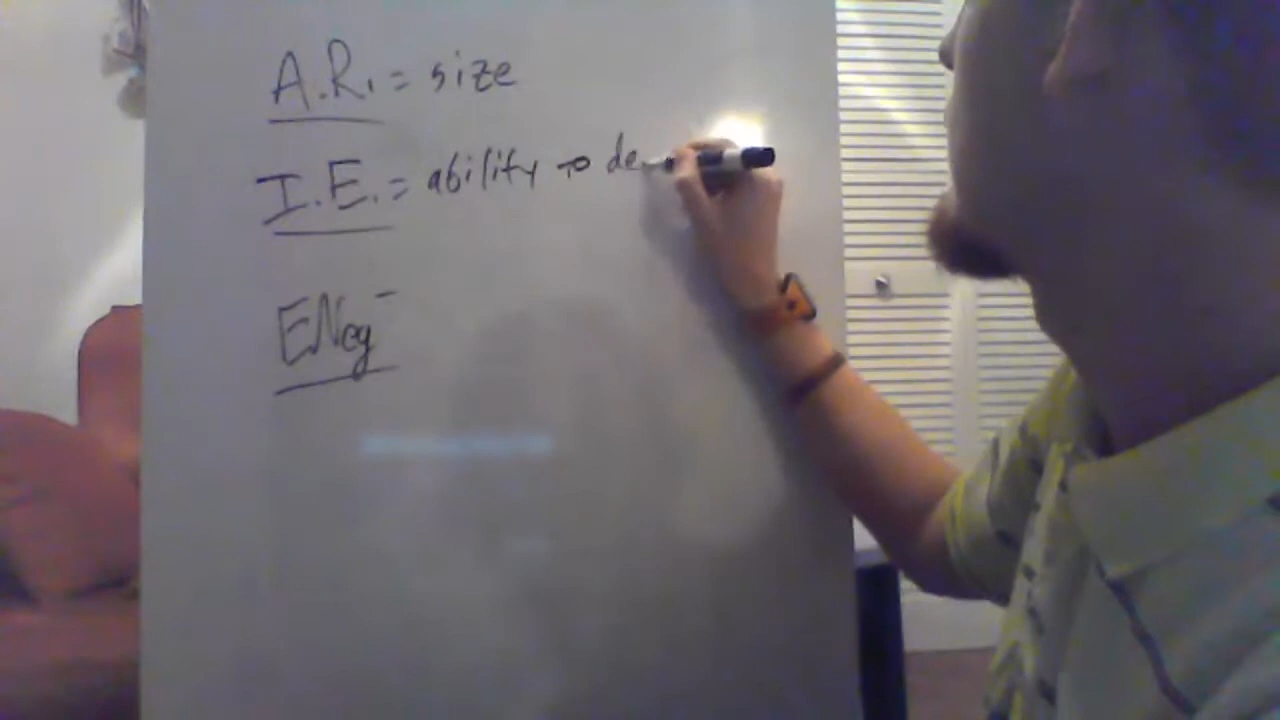 A.R. = size
I.E. = ability to de
ENeg⁻